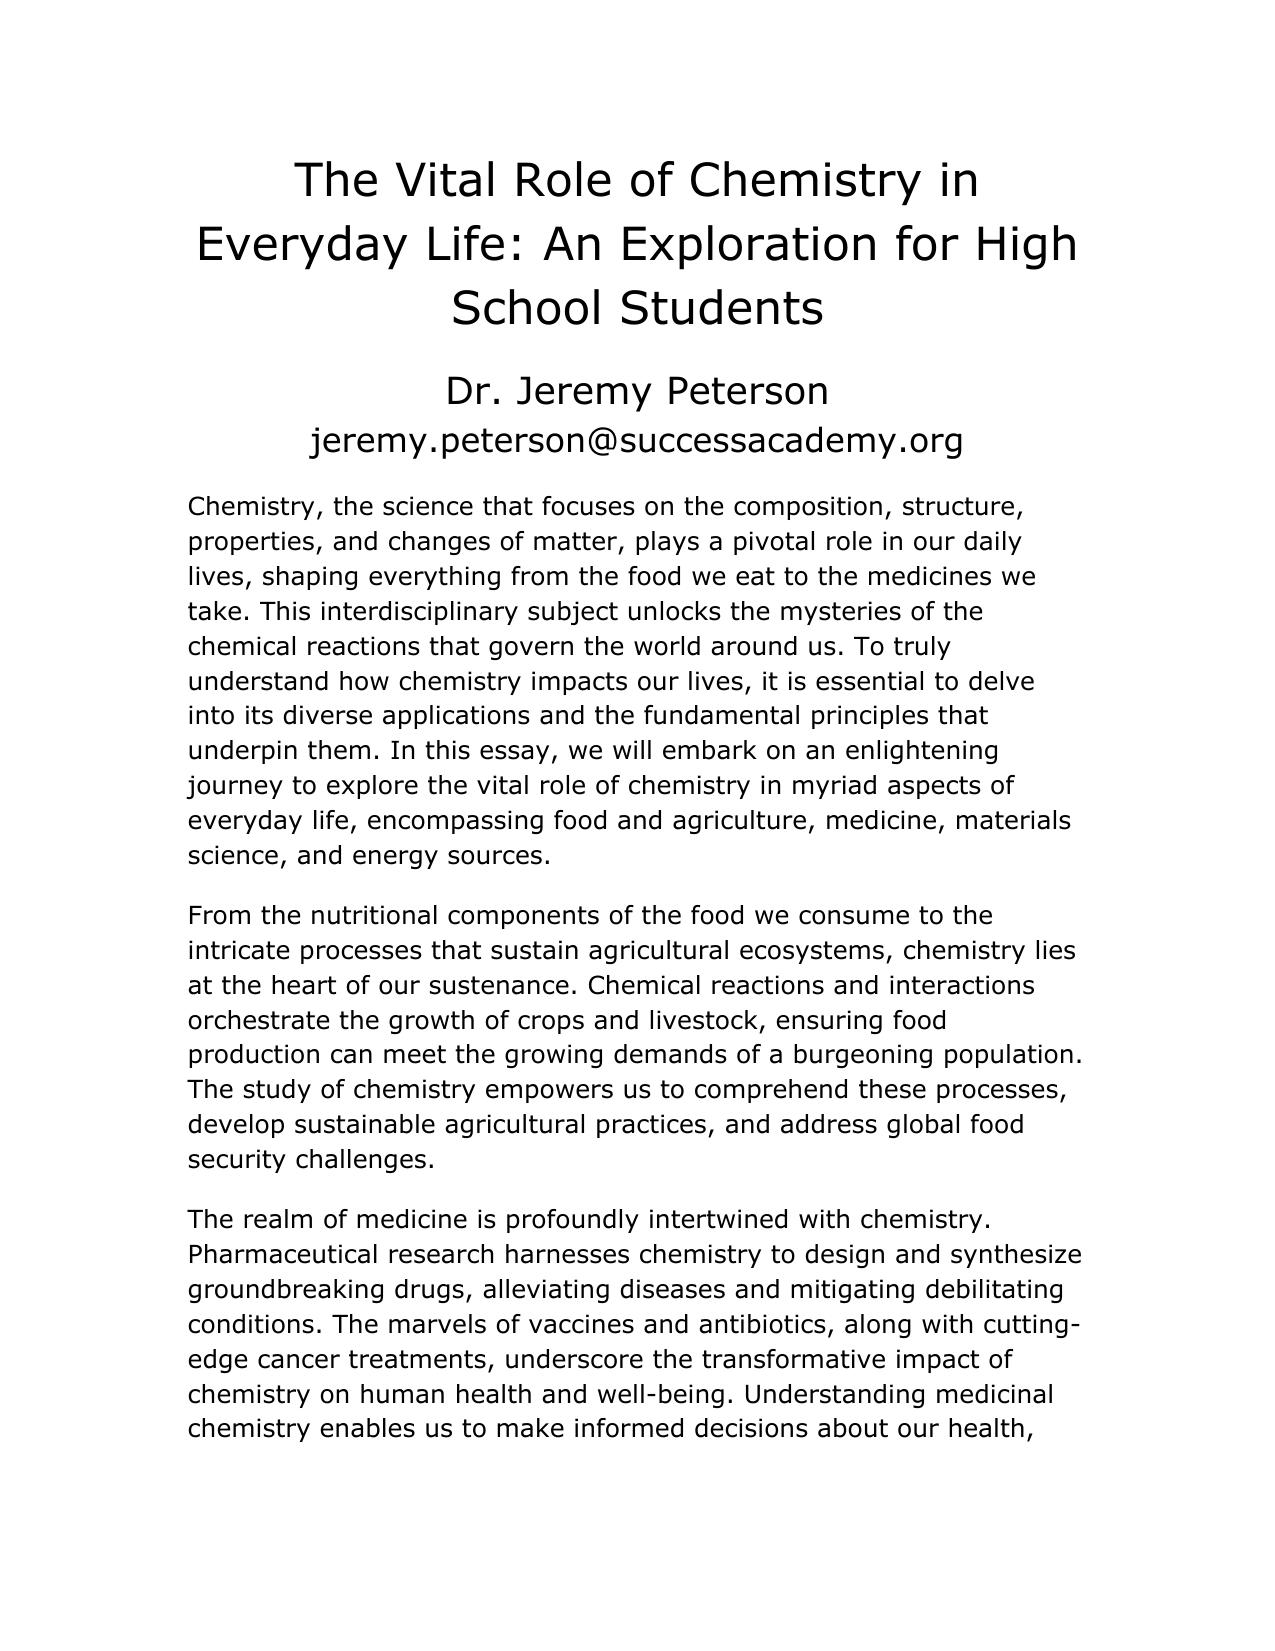 The Vital Role of Chemistry in
Everyday Life: An Exploration for High
School Students
Dr. Jeremy Peterson
jeremy.peterson@successacademy.org
Chemistry, the science that focuses on the composition, structure,
properties, and changes of matter, plays a pivotal role in our daily
lives, shaping everything from the food we eat to the medicines we
take. This interdisciplinary subject unlocks the mysteries of the
chemical reactions that govern the world around us. To truly
understand how chemistry impacts our lives, it is essential to delve
into its diverse applications and the fundamental principles that
underpin them. In this essay, we will embark on an enlightening
journey to explore the vital role of chemistry in myriad aspects of
everyday life, encompassing food and agriculture, medicine, materials
science, and energy sources.
From the nutritional components of the food we consume to the
intricate processes that sustain agricultural ecosystems, chemistry lies
at the heart of our sustenance. Chemical reactions and interactions
orchestrate the growth of crops and livestock, ensuring food
production can meet the growing demands of a burgeoning population.
The study of chemistry empowers us to comprehend these processes,
develop sustainable agricultural practices, and address global food
security challenges.
The realm of medicine is profoundly intertwined with chemistry.
Pharmaceutical research harnesses chemistry to design and synthesize
groundbreaking drugs, alleviating diseases and mitigating debilitating
conditions. The marvels of vaccines and antibiotics, along with cutting-
edge cancer treatments, underscore the transformative impact of
chemistry on human health and well-being. Understanding medicinal
chemistry enables us to make informed decisions about our health,